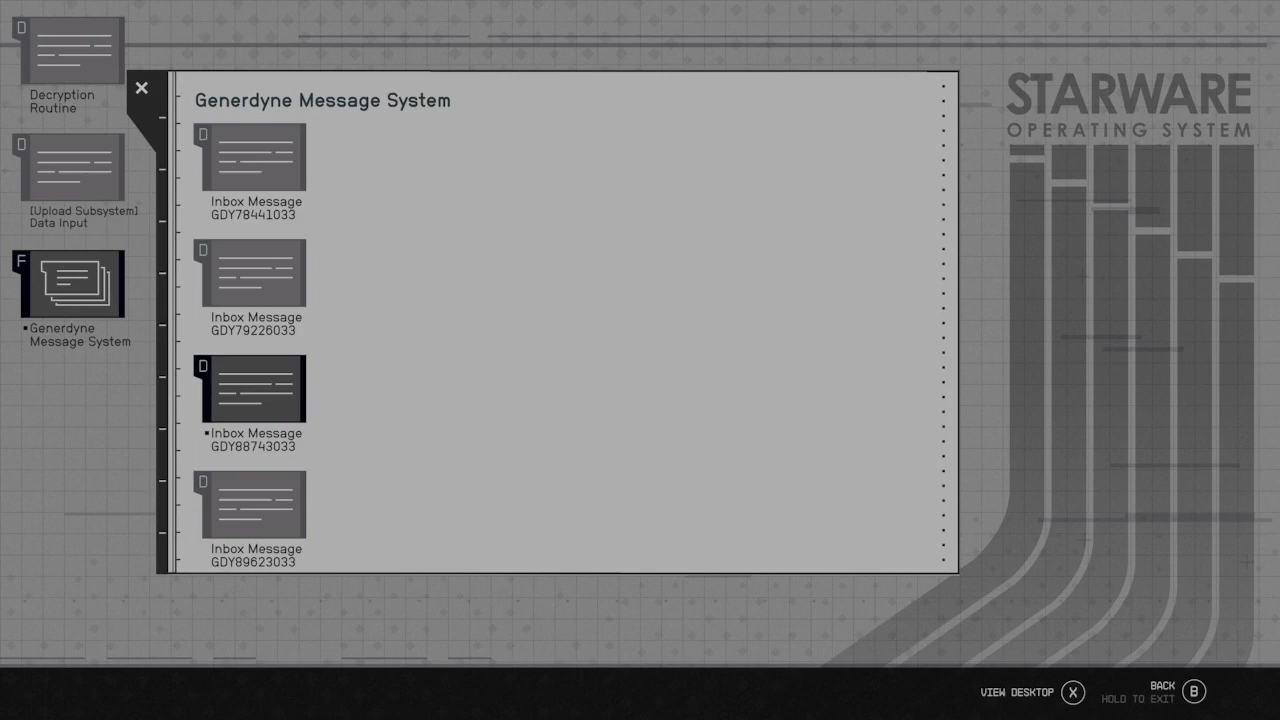 D
Decryption
Routine
D
[Upload Subsystem]
Data Input
F
Generdyne
Message System
×
Generdyne Message System
D
Inbox Message
GDY78441033
D
Inbox Message
GDY79226033
D
Inbox Message
GDY88743033
D
Inbox Message
GDY89623033
STARWARE
OPERATING SYSTEM
VIEW DESKTOP X
BACK
HOLD TO EXIT B